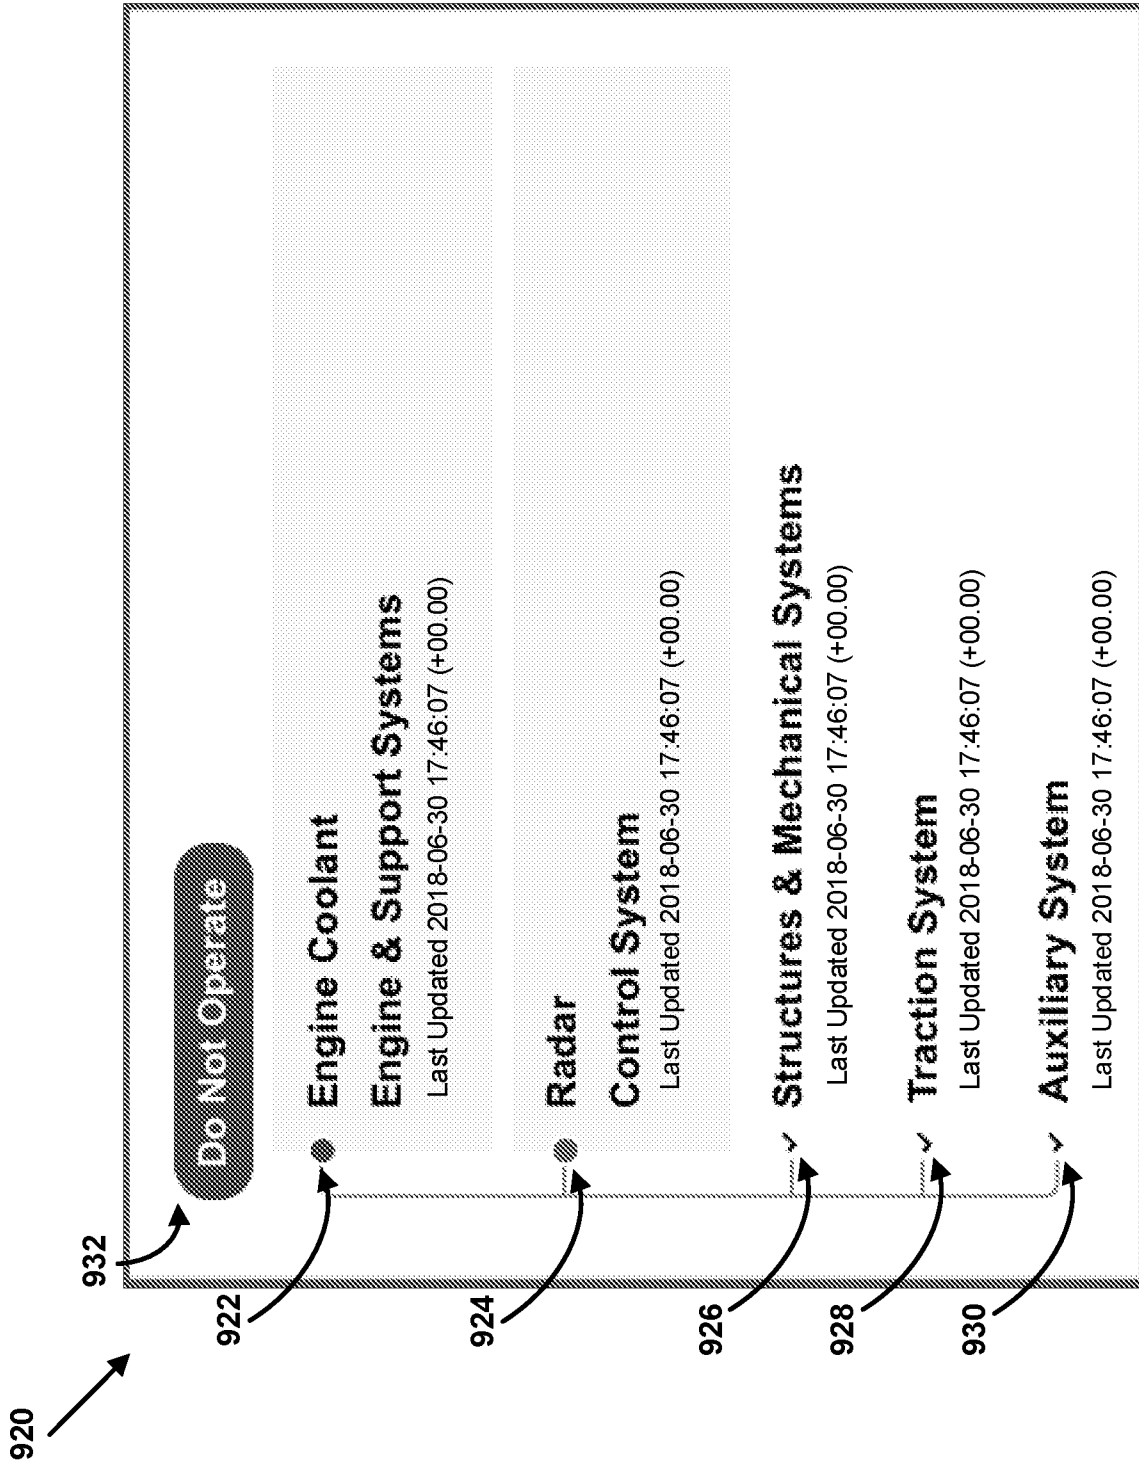 920
932
Do Not Operate
922
Engine Coolant
Engine & Support Systems
Last Updated 2018-06-30 17:46:07 (+00.00)
924
Radar
Control System
Last Updated 2018-06-30 17:46:07 (+00.00)
926
Structures & Mechanical Systems
Last Updated 2018-06-30 17:46:07 (+00.00)
928
Traction System
Last Updated 2018-06-30 17:46:07 (+00.00)
930
Auxiliary System
Last Updated 2018-06-30 17:46:07 (+00.00)